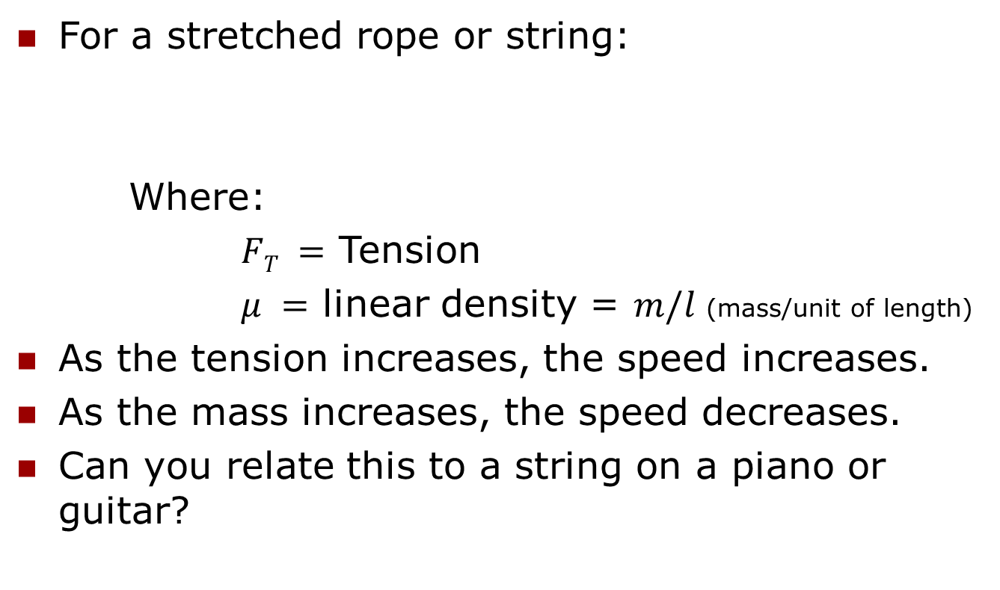 ■ For a stretched rope or string:
Where:
F_T = Tension
μ = linear density = m/l (mass/unit of length)
■ As the tension increases, the speed increases.
■ As the mass increases, the speed decreases.
■ Can you relate this to a string on a piano or
guitar?